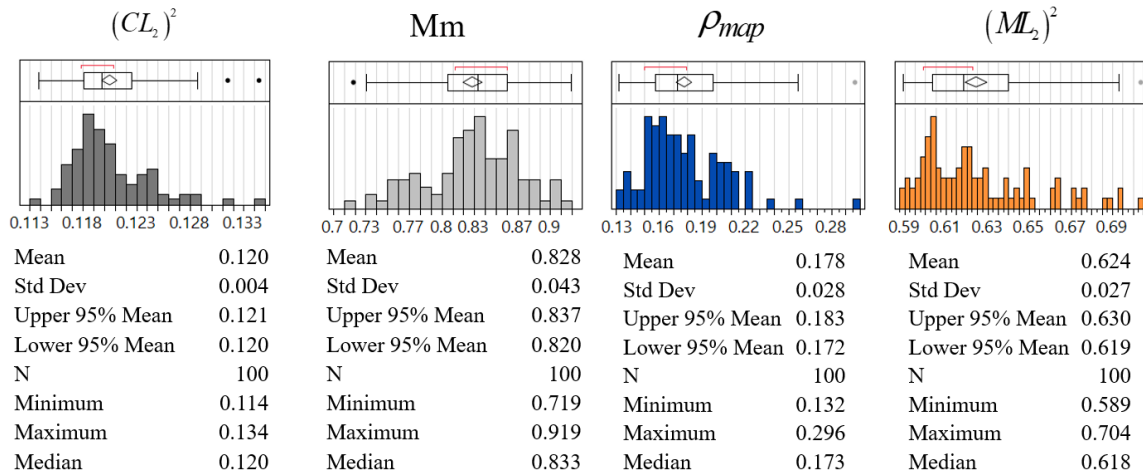 (CL₂)²
0.113 0.118 0.123 0.128 0.133
Mean 0.120
Std Dev 0.004
Upper 95% Mean 0.121
Lower 95% Mean 0.120
N 100
Minimum 0.114
Maximum 0.134
Median 0.120
Mm
0.7 0.73 0.77 0.8 0.83 0.87 0.9
Mean 0.828
Std Dev 0.043
Upper 95% Mean 0.837
Lower 95% Mean 0.820
N 100
Minimum 0.719
Maximum 0.919
Median 0.833
ρmap
0.13 0.16 0.19 0.22 0.25 0.28
Mean 0.178
Std Dev 0.028
Upper 95% Mean 0.183
Lower 95% Mean 0.172
N 100
Minimum 0.132
Maximum 0.296
Median 0.173
(ML₂)²
0.59 0.61 0.63 0.65 0.67 0.69
Mean 0.624
Std Dev 0.027
Upper 95% Mean 0.630
Lower 95% Mean 0.619
N 100
Minimum 0.589
Maximum 0.704
Median 0.618